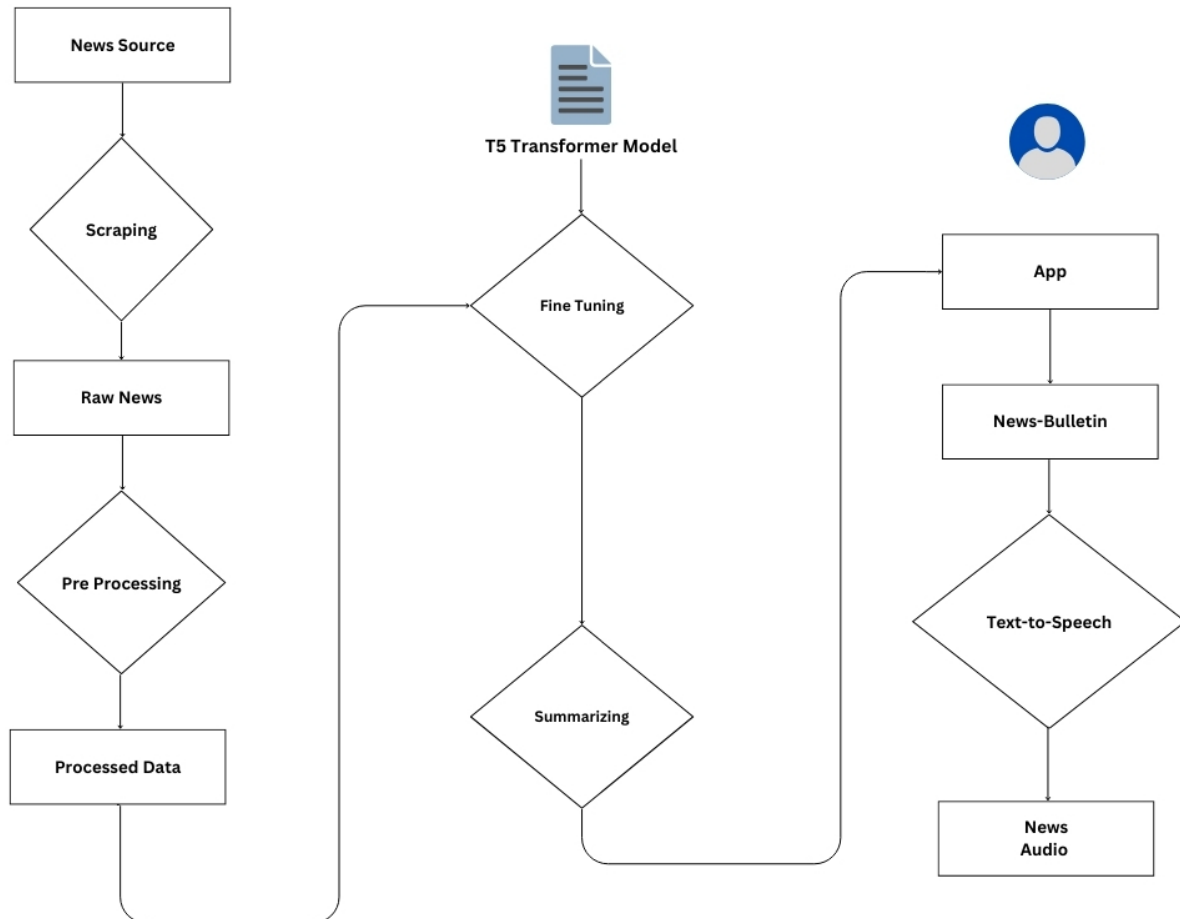 News Source
Scraping
Raw News
Pre Processing
Processed Data
T5 Transformer Model
Fine Tuning
Summarizing
App
News-Bulletin
Text-to-Speech
News
Audio